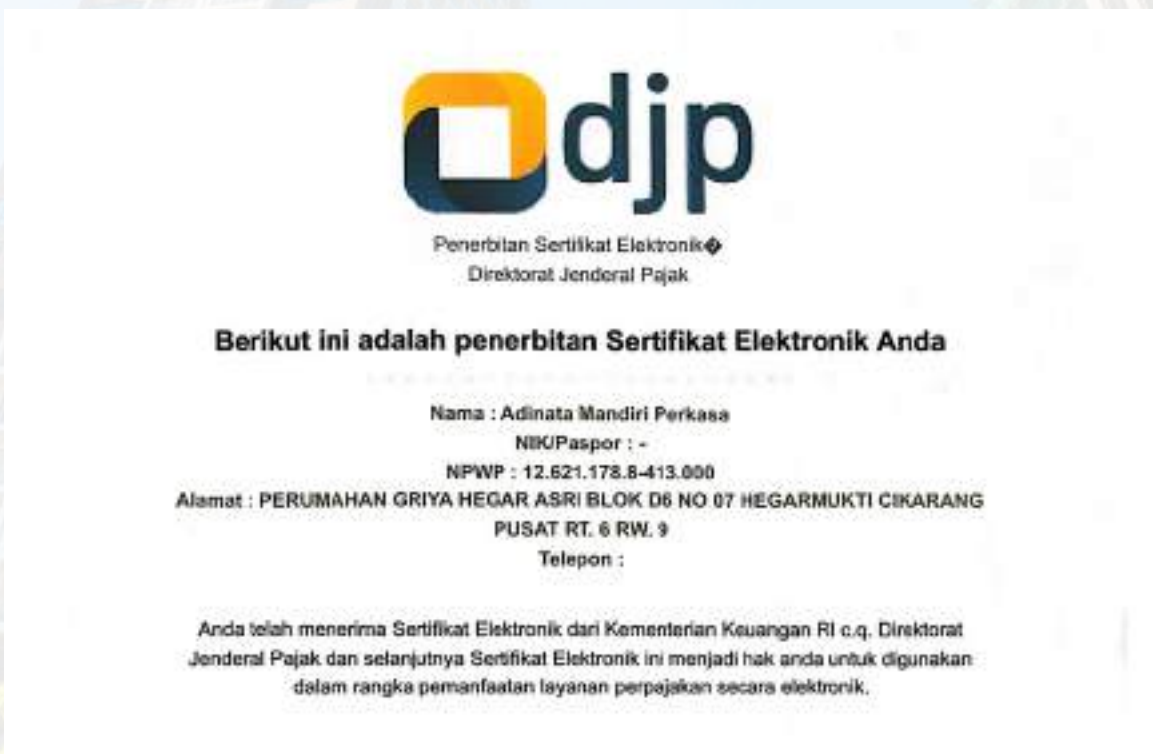 djp
Penerbitan Sertifikat Elektronik�
Direktorat Jenderal Pajak
Berikut ini adalah penerbitan Sertifikat Elektronik Anda
Nama : Adinata Mandiri Perkasa
NIK/Paspor : -
NPWP : 12.621.178.8-413.000
Alamat : PERUMAHAN GRIYA HEGAR ASRI BLOK D6 NO 07 HEGARMUKTI CIKARANG
PUSAT RT. 6 RW. 9
Telepon :
Anda telah menerima Sertifikat Elektronik dari Kementerian Keuangan RI c.q. Direktorat
Jenderal Pajak dan selanjutnya Sertifikat Elektronik ini menjadi hak anda untuk digunakan
dalam rangka pemanfaatan layanan perpajakan secara elektronik.